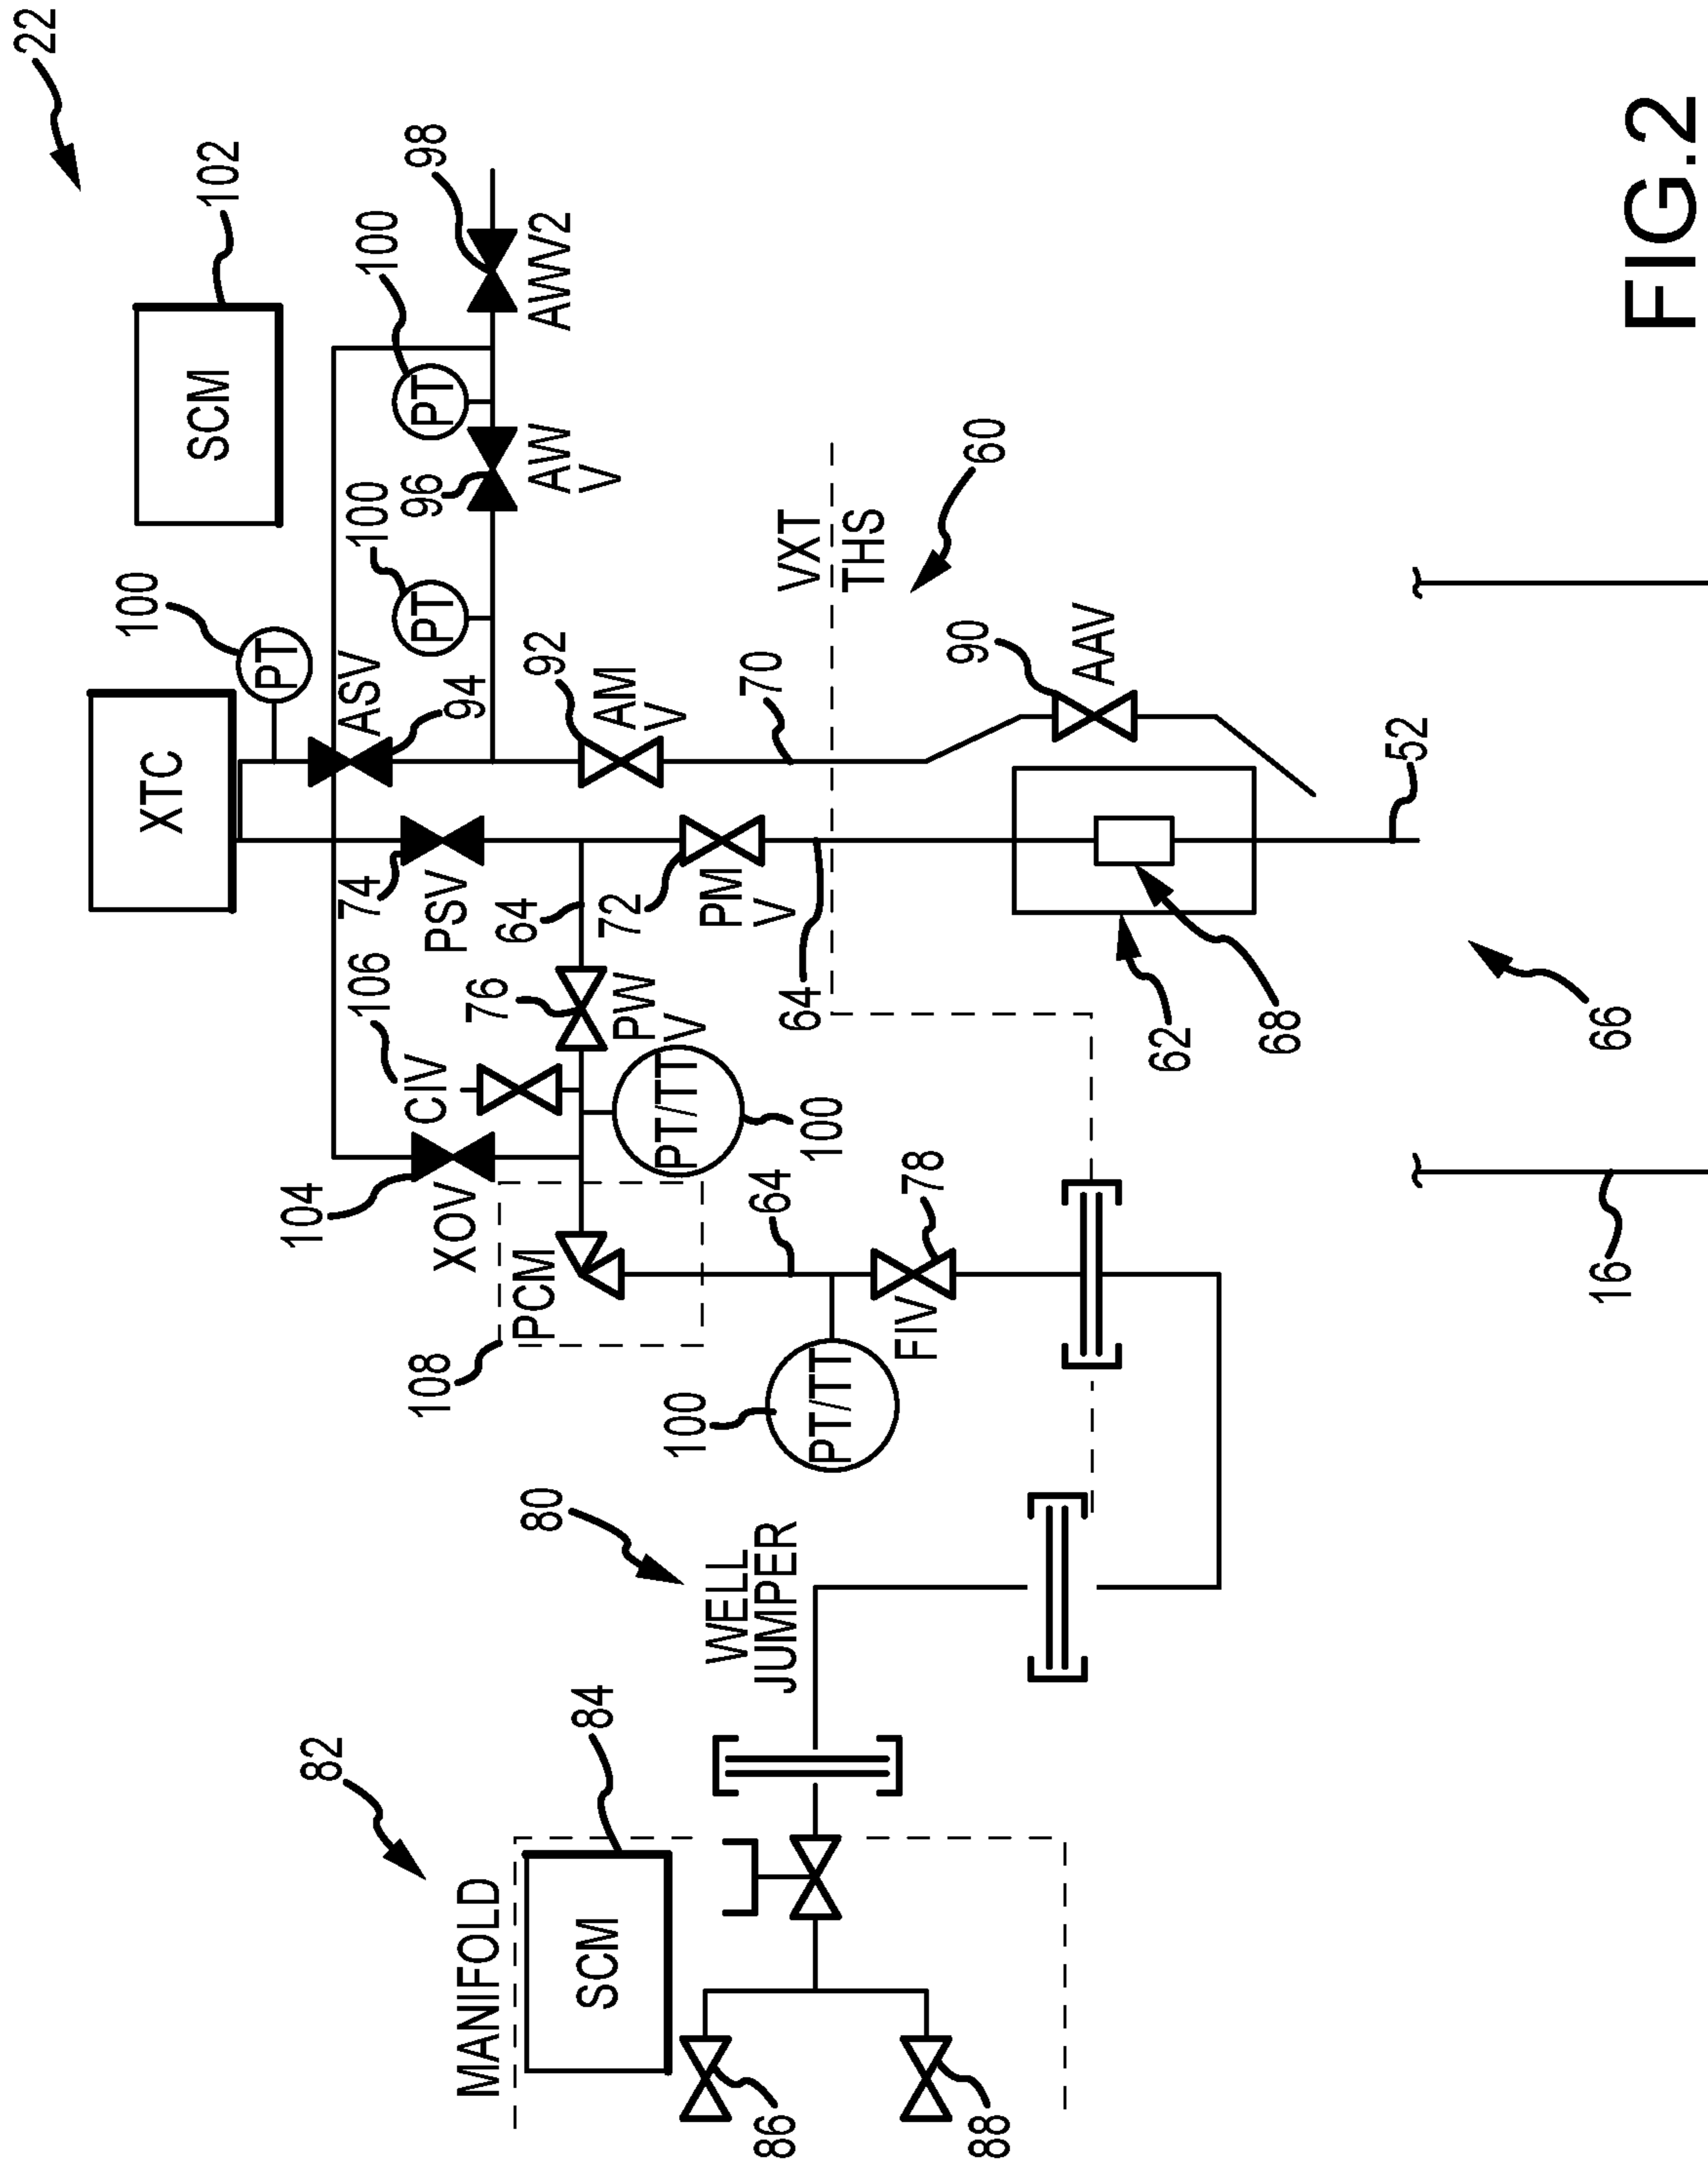 22
SCM
102
XTC
PT
100
ASV
94
74
PSV
PT
100
96
PT
100
98
AWV2
AW
V
92
AM
V
70
VXT
THS
60
90
AAV
52
64
72
PM
V
64
62
68
66
16
106
CIV
76
PW
V
PT/TT
100
104
XOV
PCM
108
64
78
FIV
PT/TT
100
80
WELL
JUMPER
82
MANIFOLD
84
SCM
86
88
FIG.2